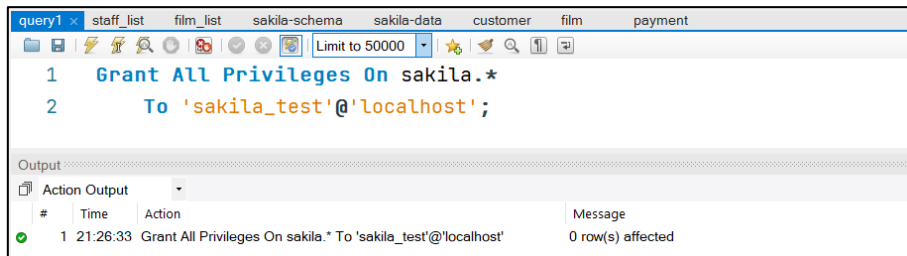 query1 × staff_list film_list sakila-schema sakila-data customer film payment
Limit to 50000
1 Grant All Privileges On sakila.*
2 To 'sakila_test'@'localhost';
Output
Action Output
# Time Action Message
1 21:26:33 Grant All Privileges On sakila.* To 'sakila_test'@'localhost' 0 row(s) affected